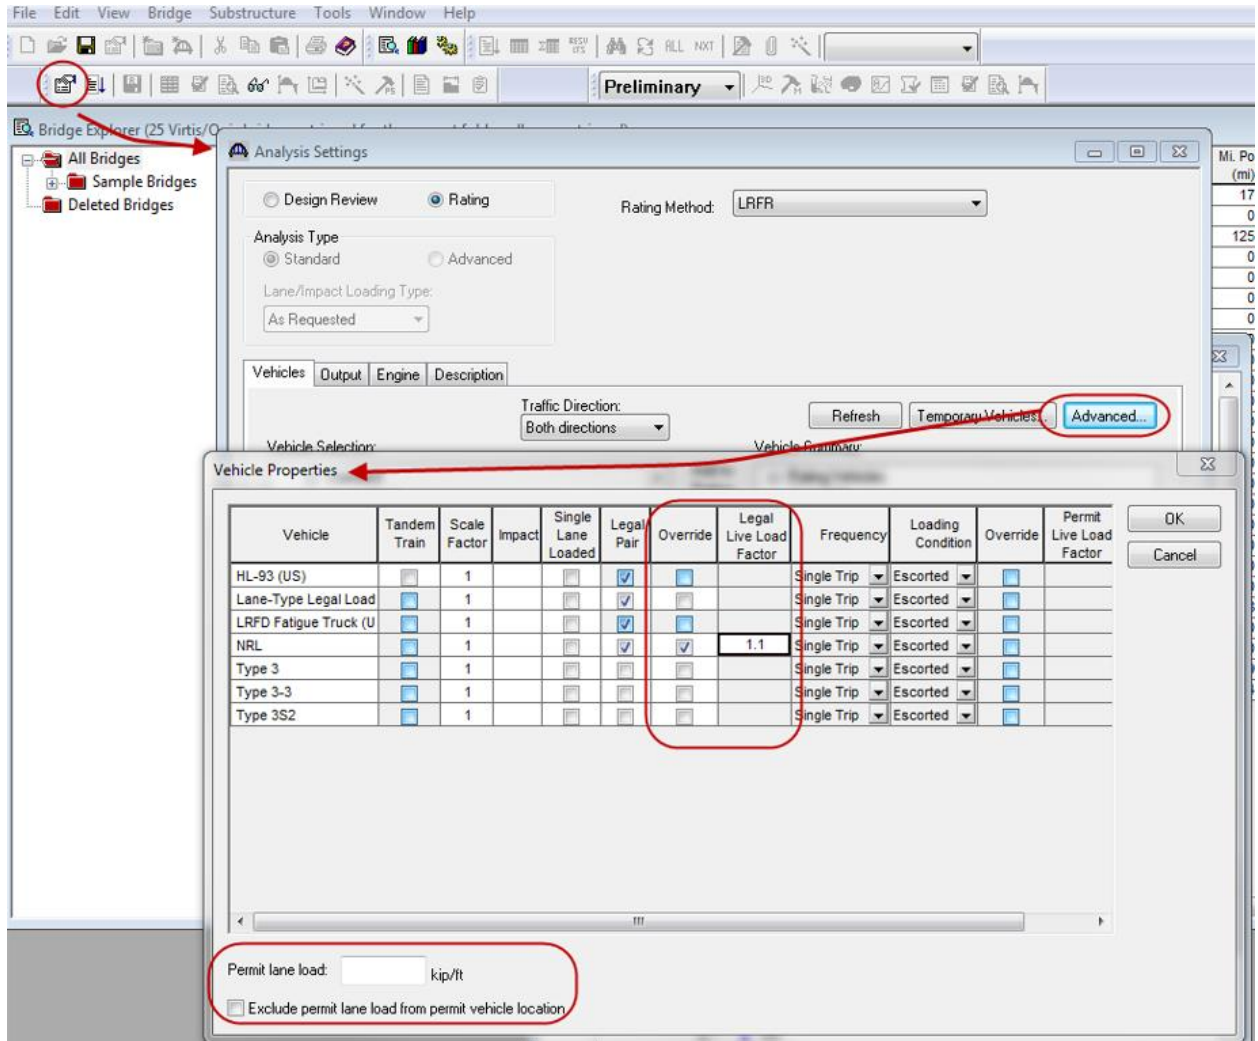 File Edit View Bridge Substructure Tools Window Help
RESU
LTS
ALL NXT
Preliminary
Bridge Explorer (25 Virtis/
All Bridges
Sample Bridges
Deleted Bridges
Mi. Po
(mi)
17
0
125
0
0
0
0
Analysis Settings
Design Review Rating
Rating Method: LRFR
Analysis Type
Standard Advanced
Lane/Impact Loading Type:
As Requested
Vehicles Output Engine Description
Traffic Direction:
Both directions
Refresh Temporary Vehicles... Advanced...
Vehicle Selection: Vehicle Summary:
Rating Vehicles
Vehicle Properties
Vehicle Tandem Train Scale Factor Impact Single Lane Loaded Legal Pair Override Legal Live Load Factor Frequency Loading Condition Override Permit Live Load Factor
HL-93 (US) 1 Single Trip Escorted
Lane-Type Legal Load 1 Single Trip Escorted
LRFD Fatigue Truck (U 1 Single Trip Escorted
NRL 1 1.1 Single Trip Escorted
Type 3 1 Single Trip Escorted
Type 3-3 1 Single Trip Escorted
Type 3S2 1 Single Trip Escorted
OK
Cancel
Permit lane load: kip/ft
Exclude permit lane load from permit vehicle location